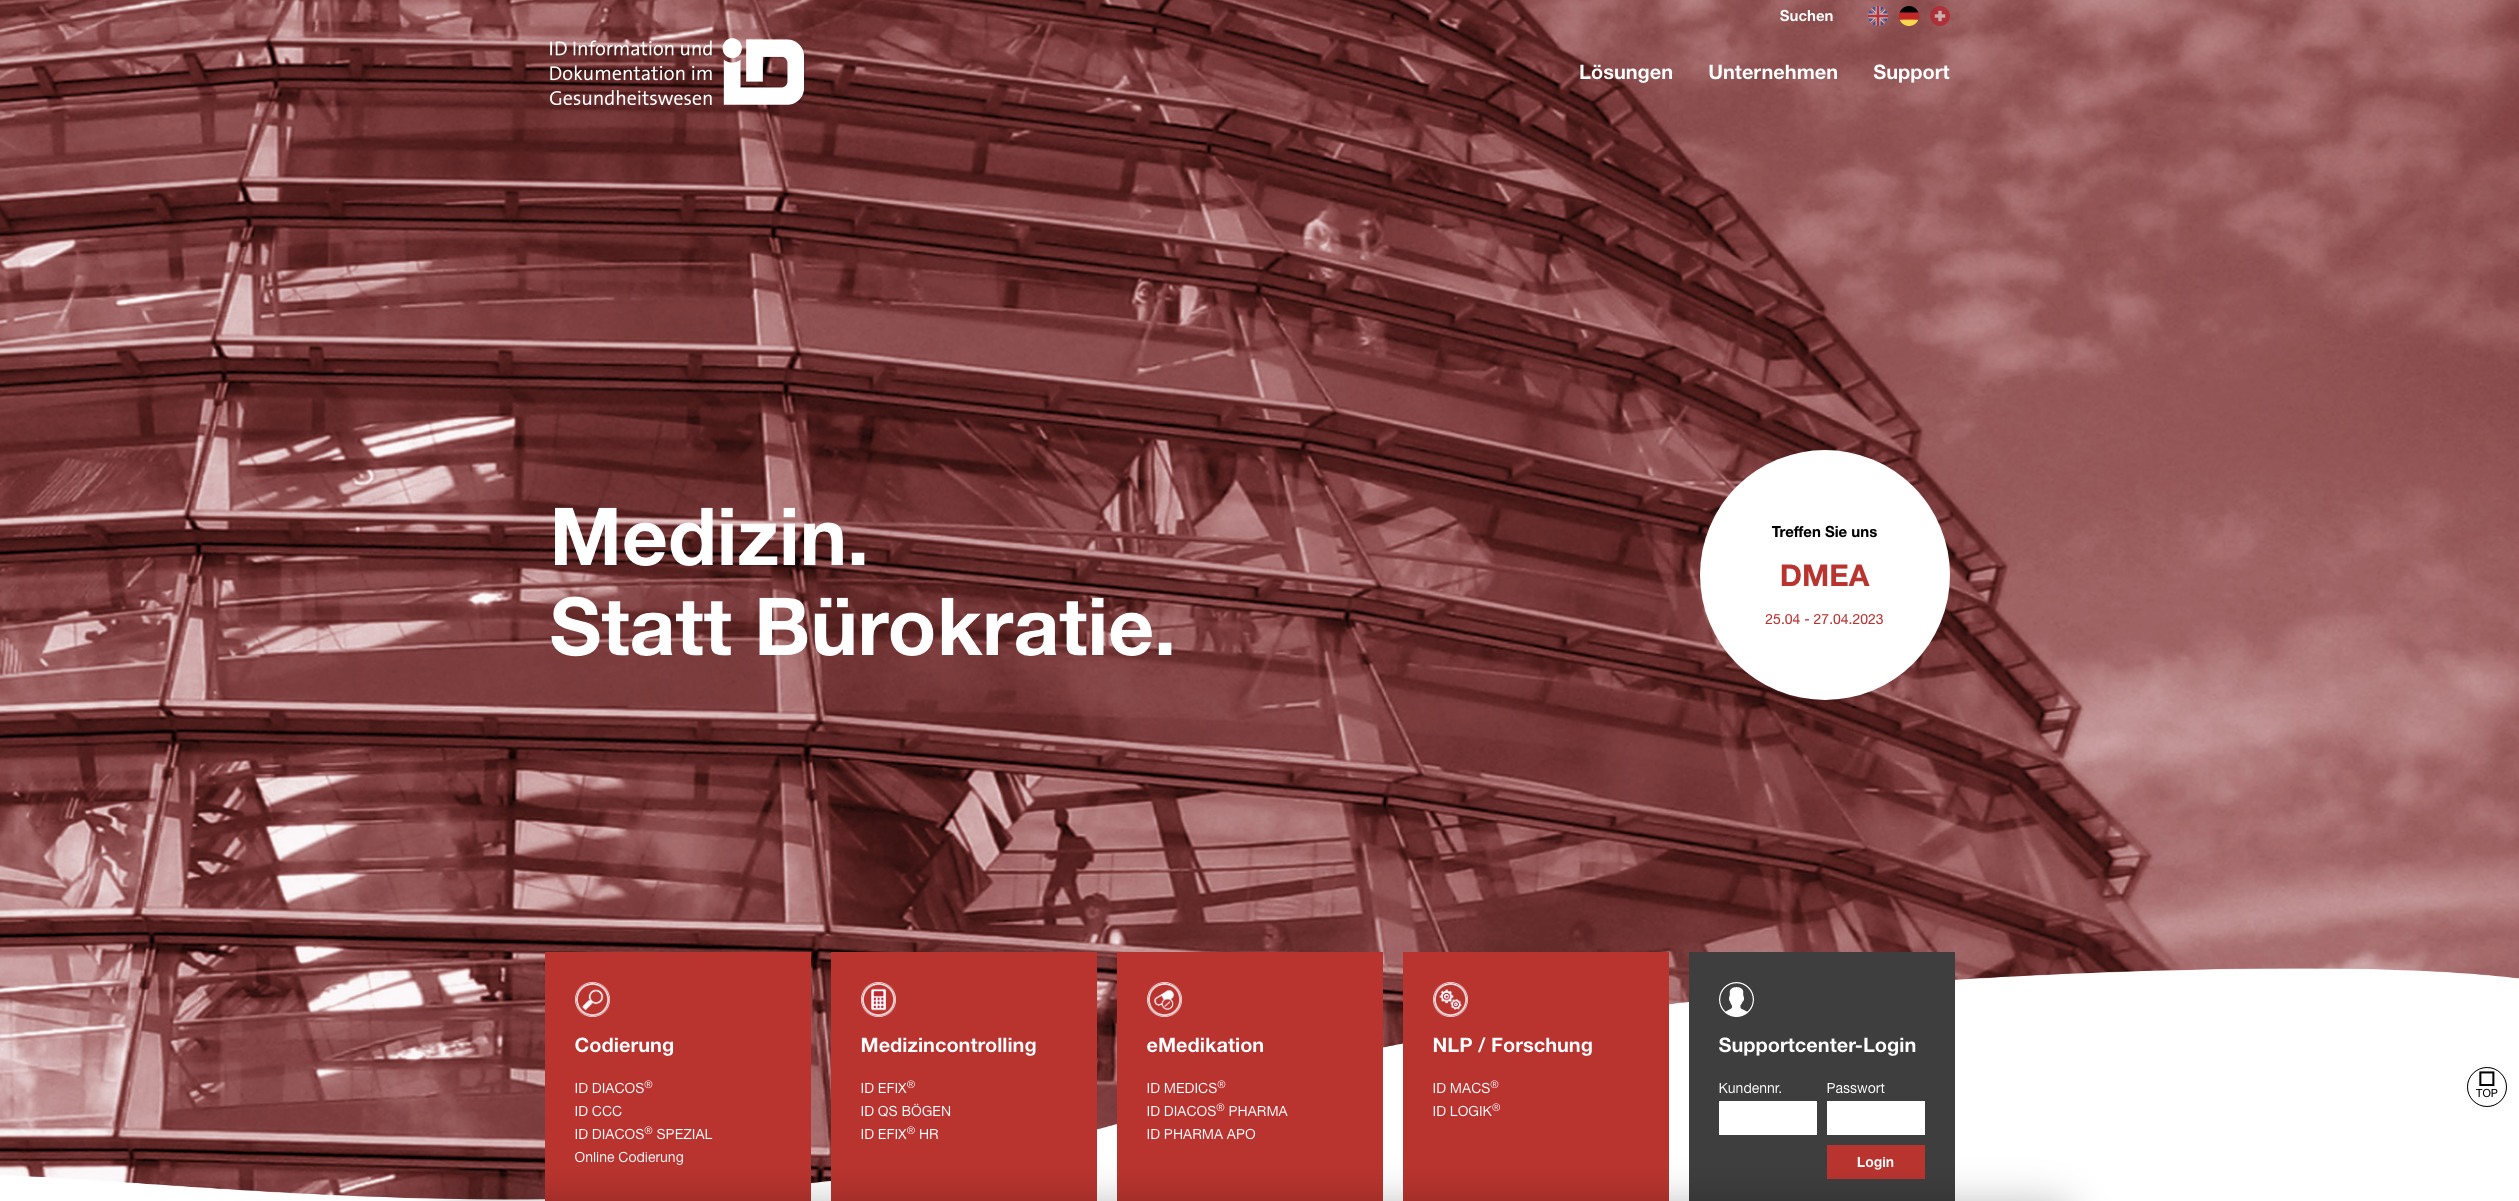 Suchen
ID Information und
Dokumentation im
Gesundheitswesen
iD
Lösungen
Unternehmen
Support
Medizin.
Statt Bürokratie.
Treffen Sie uns
DMEA
25.04 - 27.04.2023
Codierung
ID DIACOS®
ID CCC
ID DIACOS® SPEZIAL
Online Codierung
Medizincontrolling
ID EFIX®
ID QS BÖGEN
ID EFIX® HR
eMedikation
ID MEDICS®
ID DIACOS® PHARMA
ID PHARMA APO
NLP / Forschung
ID MACS®
ID LOGIK®
Supportcenter-Login
Kundennr.
Passwort
Login
TOP